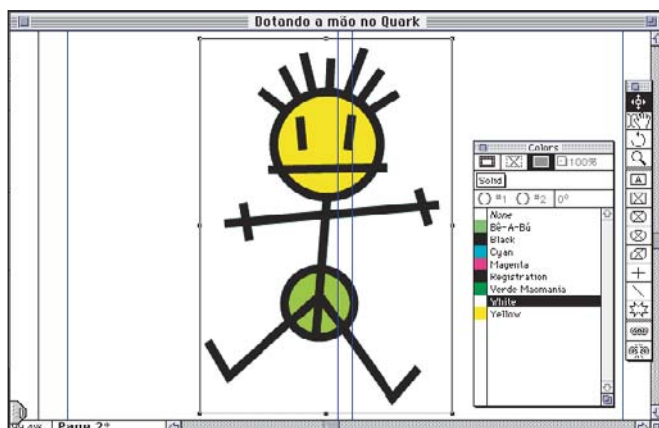 Dotando a mão no Quark
Colors
100%
Solid
#1 #2 0°
None
Bê-A-Bá
Black
Cyan
Magenta
Registration
Verde Macmania
White
Yellow
A
Page 2*